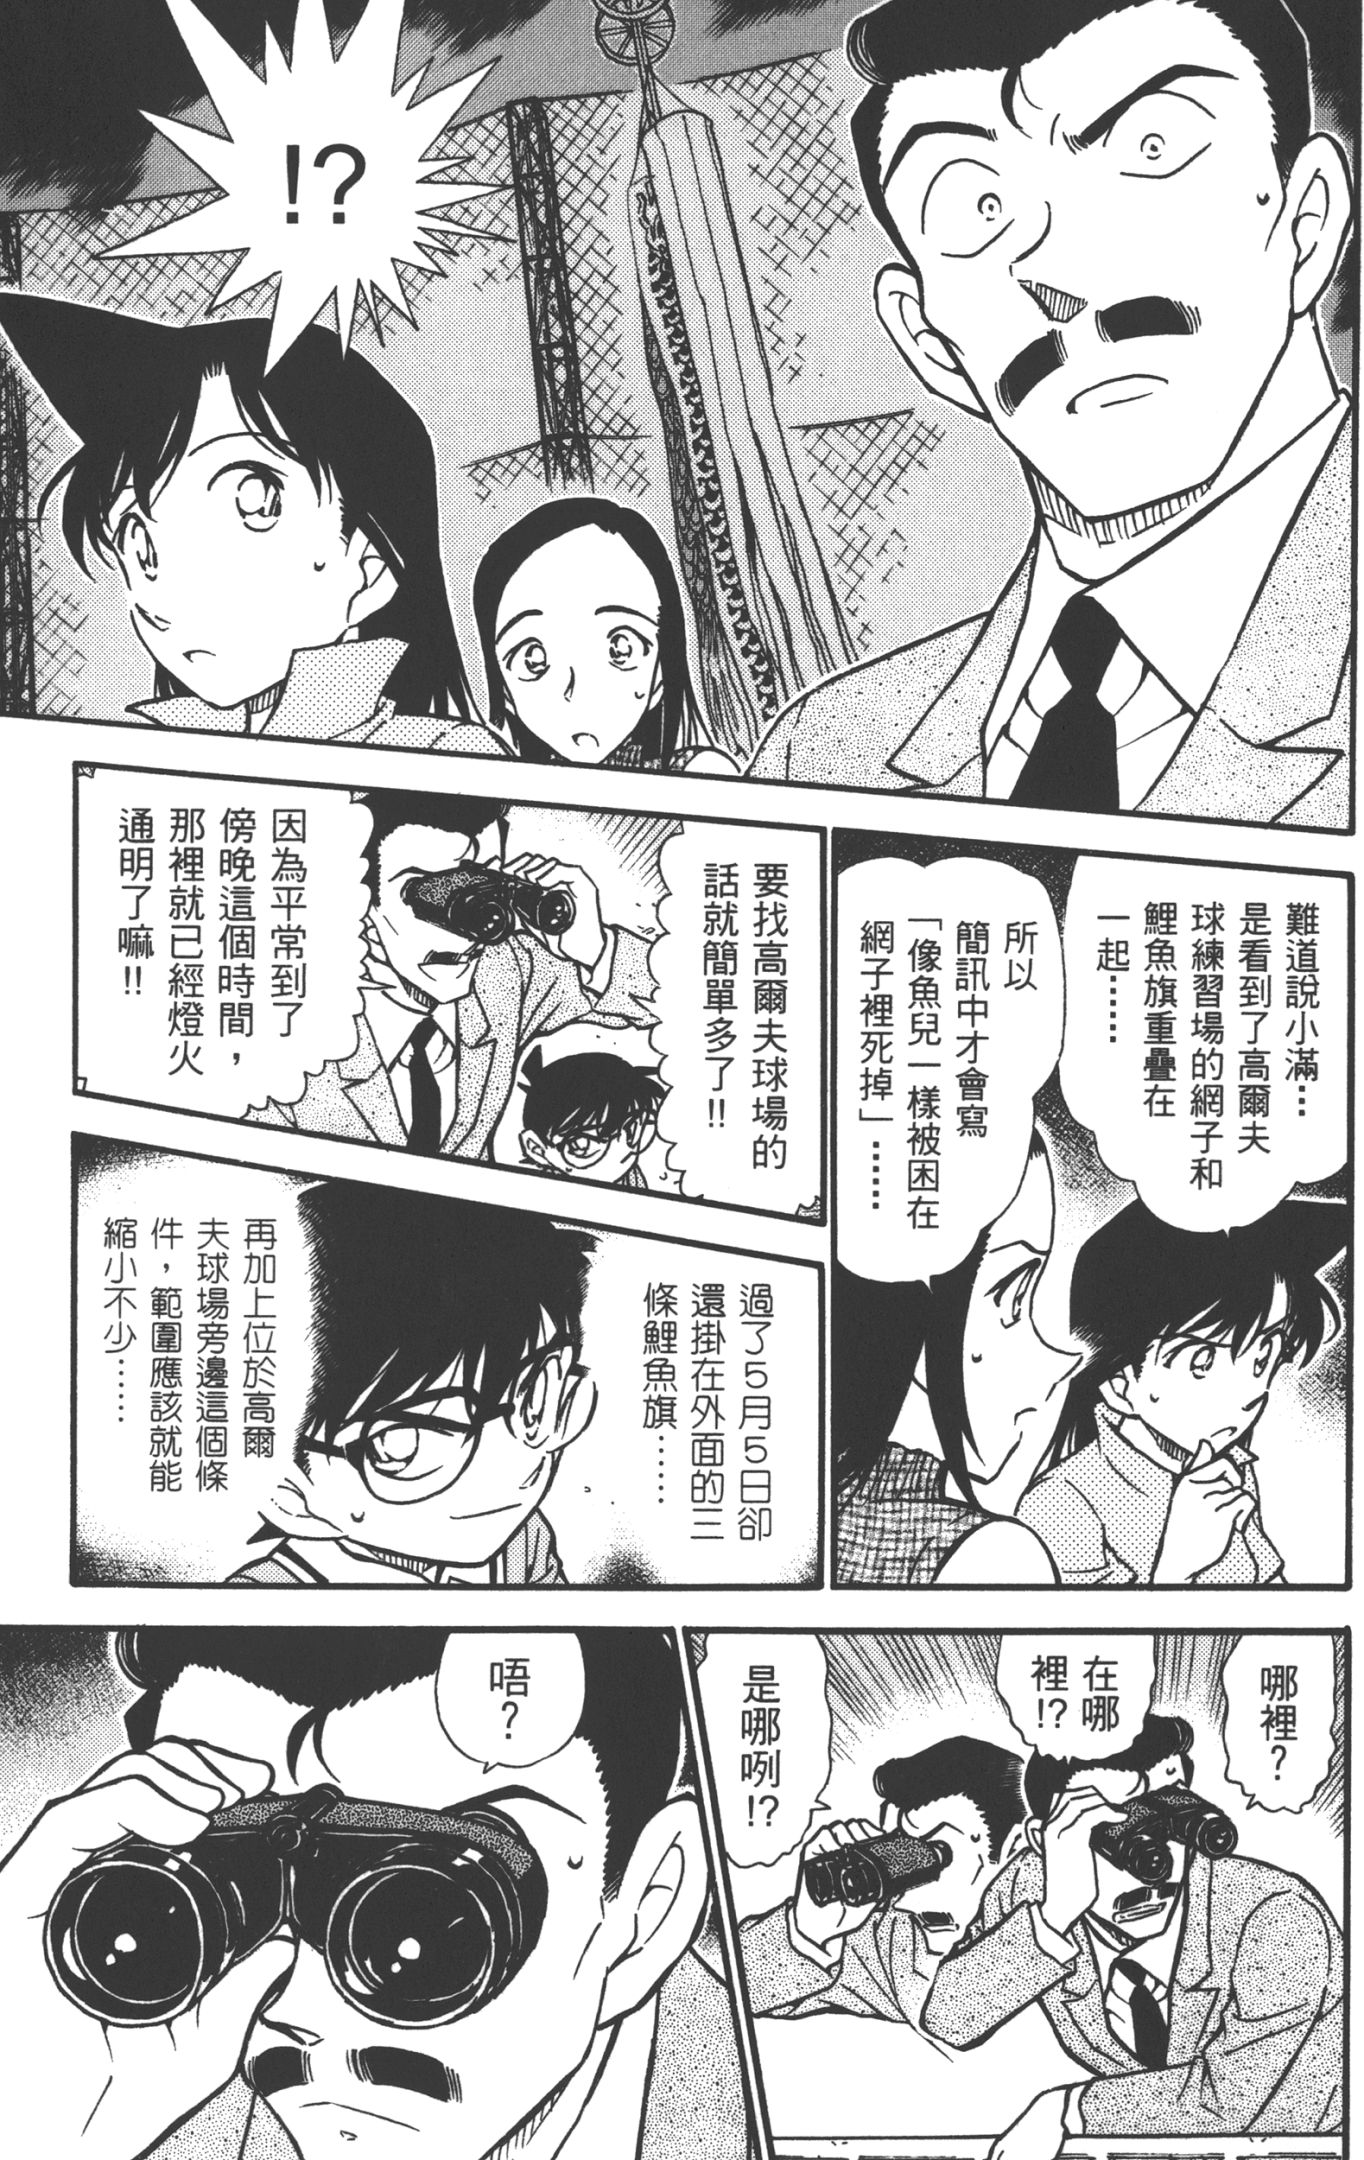 !?
難道說小滿…
是看到了高爾夫
球練習場的網子和
鯉魚旗重疊在
一起……
所以
簡訊中才會寫
「像魚兒一樣被困在
網子裡死掉」……
要找高爾夫球場的
話就簡單多了!!
因為平常到了
傍晚這個時間，
那裡就已經燈火
通明了嘛!!
過了5月5日卻
還掛在外面的三
條鯉魚旗……
再加上位於高爾
夫球場旁邊這個條
件，範圍應該就能
縮小不少……
哪裡?
在哪
裡!?
是哪咧!?
唔?